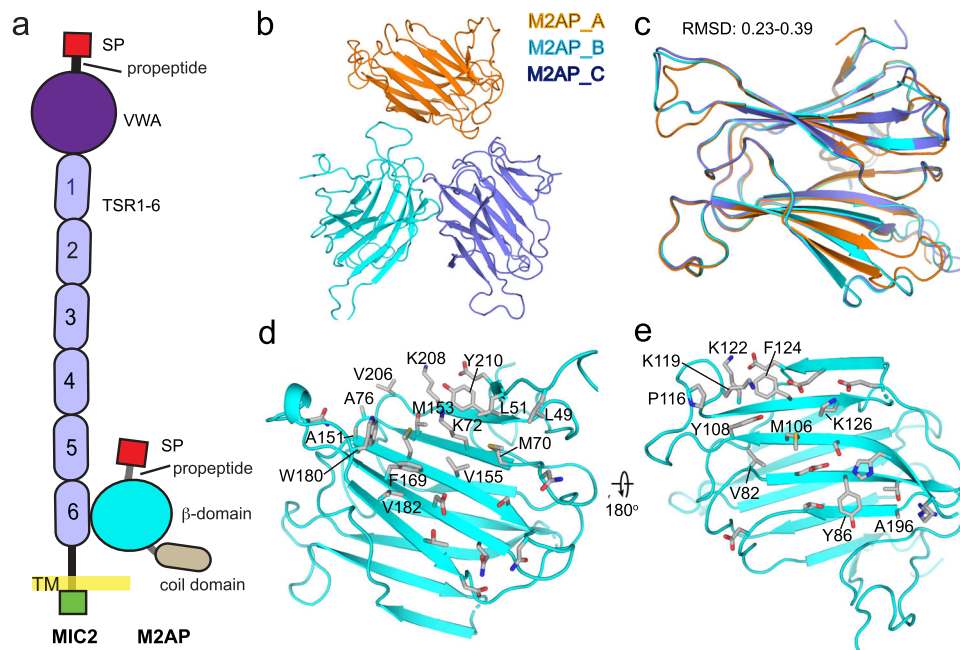 a
SP
propeptide
VWA
1
TSR1-6
2
3
4
5
6
SP
propeptide
β-domain
coil domain
TM
MIC2
M2AP
b
M2AP_A
M2AP_B
M2AP_C
c
RMSD: 0.23-0.39
d
K208
Y210
V206
A76
M153
L51
L49
K72
A151
M70
W180
F169
V155
V182
180°
e
K122
F124
K119
P116
Y108
M106
K126
V82
Y86
A196